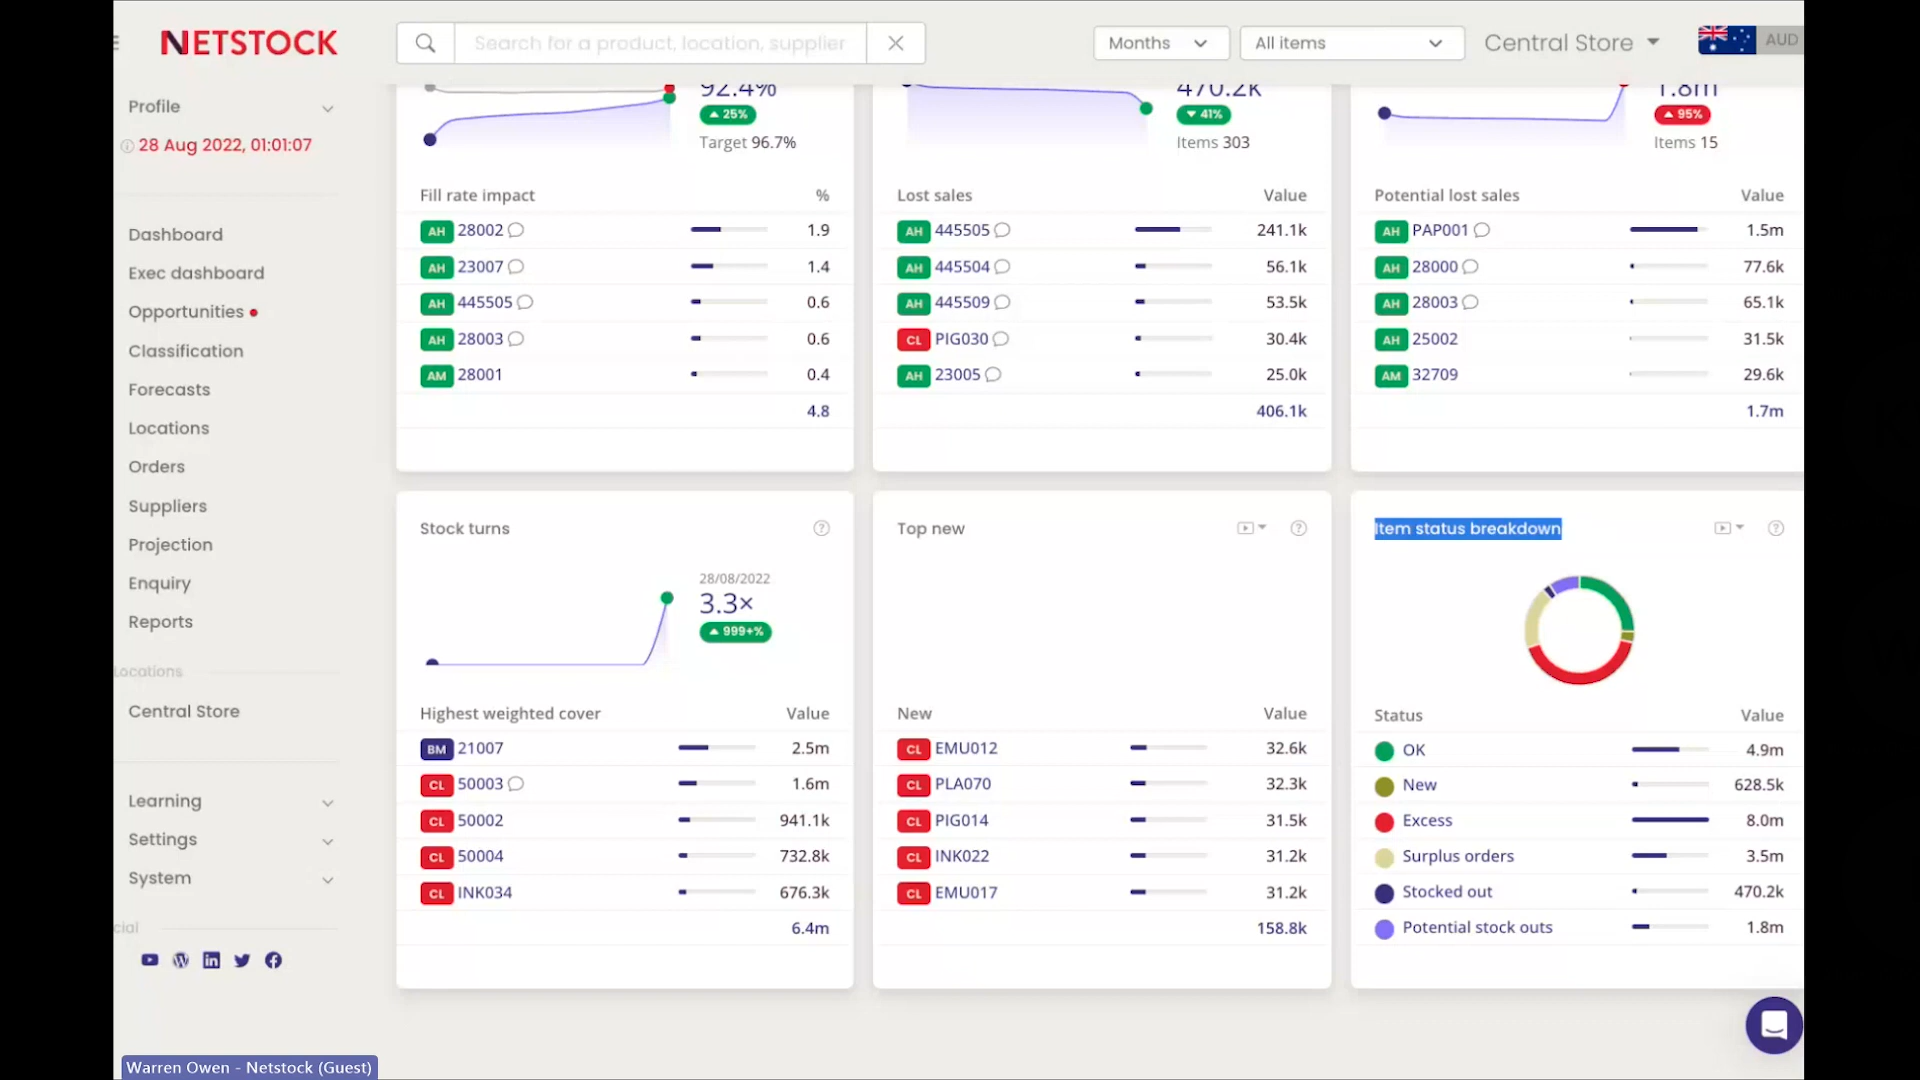 NETSTOCK
Search for a product, location, supplier
Months
All items
Central Store
AUD
Profile
28 Aug 2022, 01:01:07
Dashboard
Exec dashboard
Opportunities
Classification
Forecasts
Locations
Orders
Suppliers
Projection
Enquiry
Reports
Locations
Central Store
Learning
Settings
System
cial
92.4%
25%
Target 96.7%
Fill rate impact %
AH 28002 1.9
AH 23007 1.4
AH 445505 0.6
AH 28003 0.6
AM 28001 0.4
4.8
470.2k
41%
Items 303
Lost sales Value
AH 445505 241.1k
AH 445504 56.1k
AH 445509 53.5k
CL PIG030 30.4k
AH 23005 25.0k
406.1k
1.8m
95%
Items 15
Potential lost sales Value
AH PAP001 1.5m
AH 28000 77.6k
AH 28003 65.1k
AH 25002 31.5k
AM 32709 29.6k
1.7m
Stock turns
28/08/2022
3.3×
999+%
Highest weighted cover Value
BM 21007 2.5m
CL 50003 1.6m
CL 50002 941.1k
CL 50004 732.8k
CL INK034 676.3k
6.4m
Top new
New Value
CL EMU012 32.6k
CL PLA070 32.3k
CL PIG014 31.5k
CL INK022 31.2k
CL EMU017 31.2k
158.8k
Item status breakdown
Status Value
OK 4.9m
New 628.5k
Excess 8.0m
Surplus orders 3.5m
Stocked out 470.2k
Potential stock outs 1.8m
Warren Owen - Netstock (Guest)